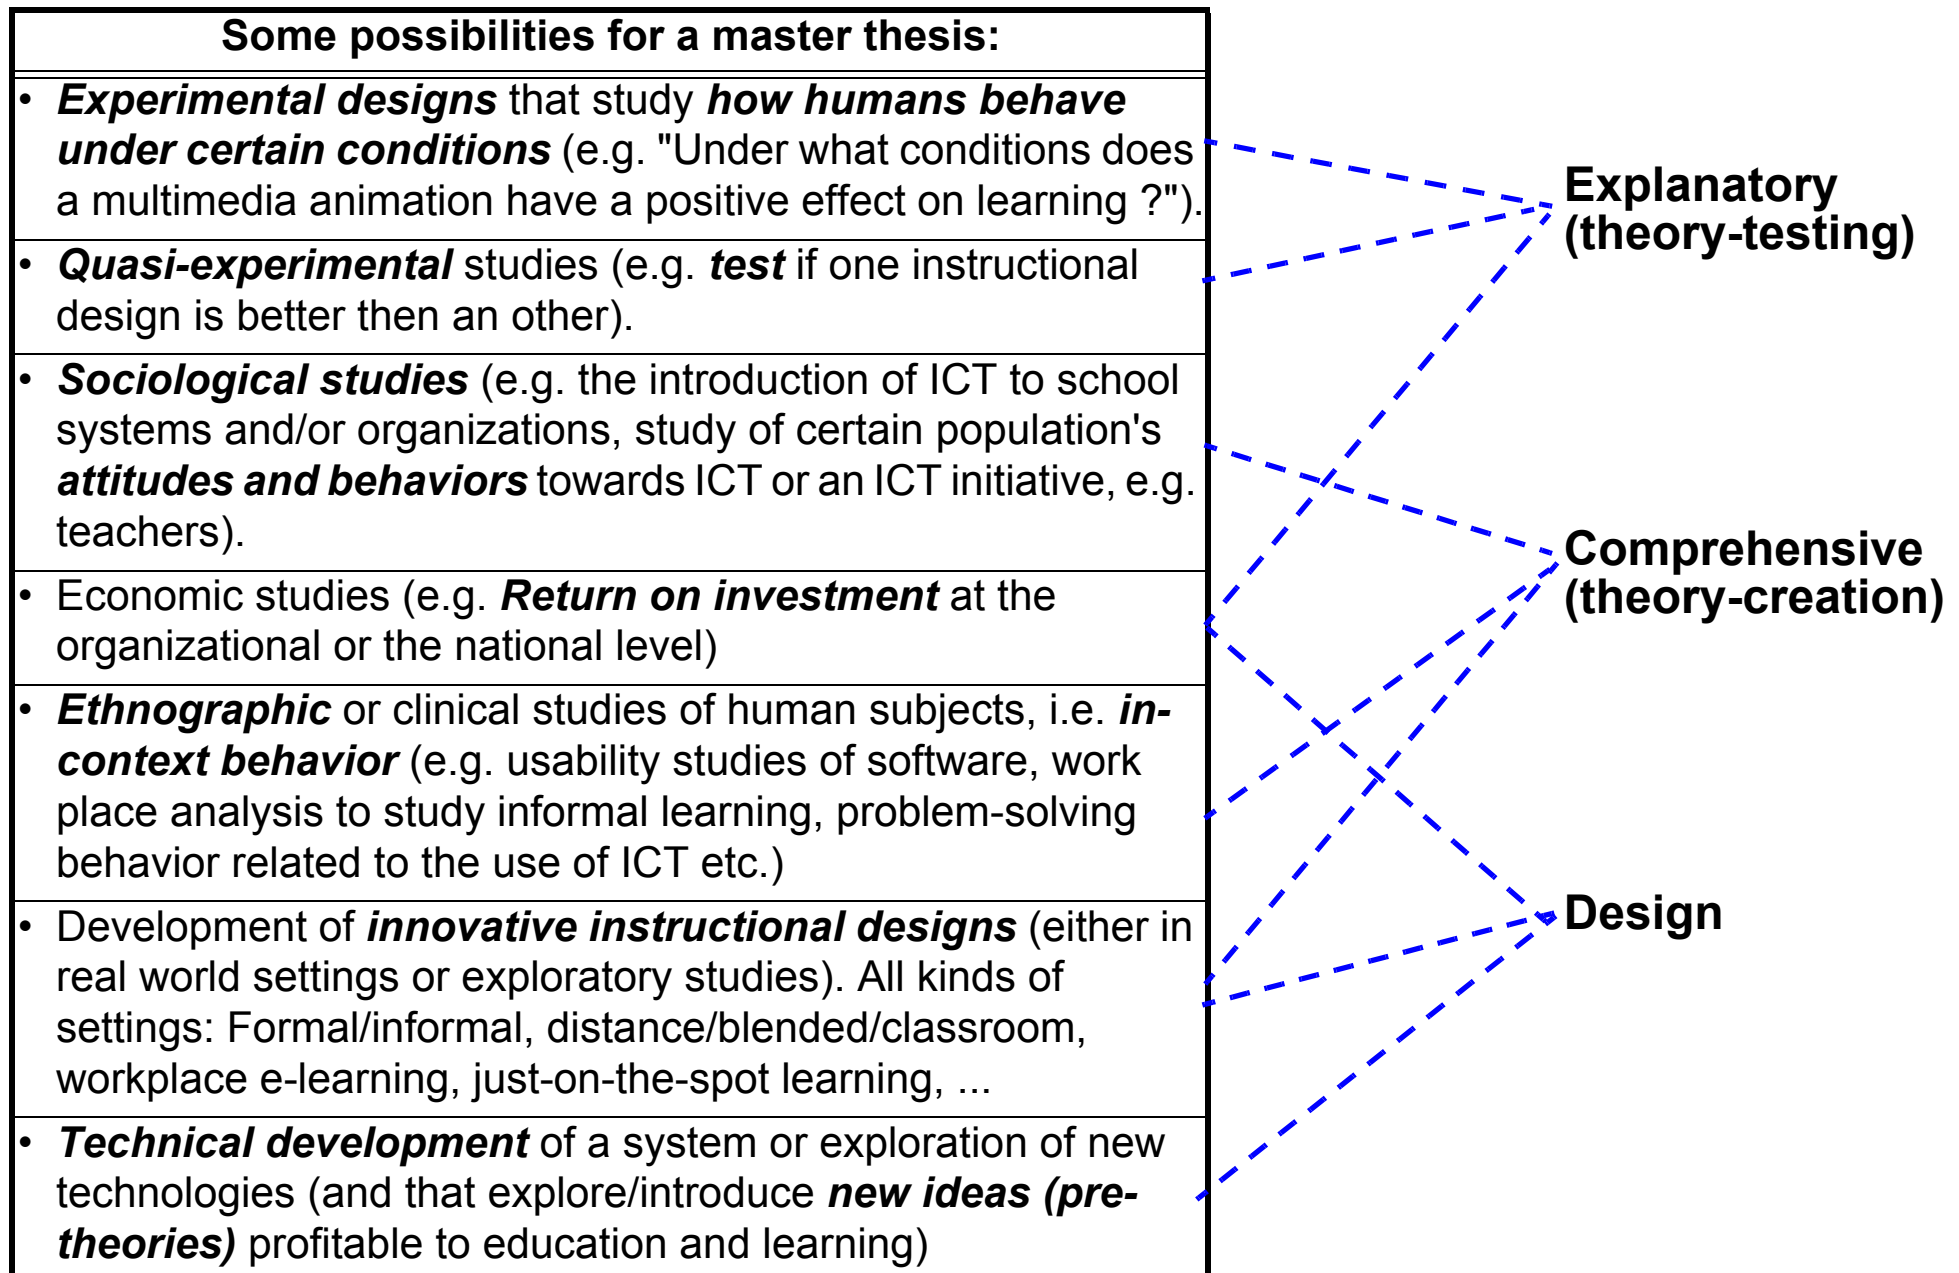 Some possibilities for a master thesis:
• Experimental designs that study how humans behave
under certain conditions (e.g. "Under what conditions does
a multimedia animation have a positive effect on learning ?").
• Quasi-experimental studies (e.g. test if one instructional
design is better then an other).
• Sociological studies (e.g. the introduction of ICT to school
systems and/or organizations, study of certain population's
attitudes and behaviors towards ICT or an ICT initiative, e.g.
teachers).
• Economic studies (e.g. Return on investment at the
organizational or the national level)
• Ethnographic or clinical studies of human subjects, i.e. in-
context behavior (e.g. usability studies of software, work
place analysis to study informal learning, problem-solving
behavior related to the use of ICT etc.)
• Development of innovative instructional designs (either in
real world settings or exploratory studies). All kinds of
settings: Formal/informal, distance/blended/classroom,
workplace e-learning, just-on-the-spot learning, ...
• Technical development of a system or exploration of new
technologies (and that explore/introduce new ideas (pre-
theories) profitable to education and learning)
Explanatory
(theory-testing)
Comprehensive
(theory-creation)
Design